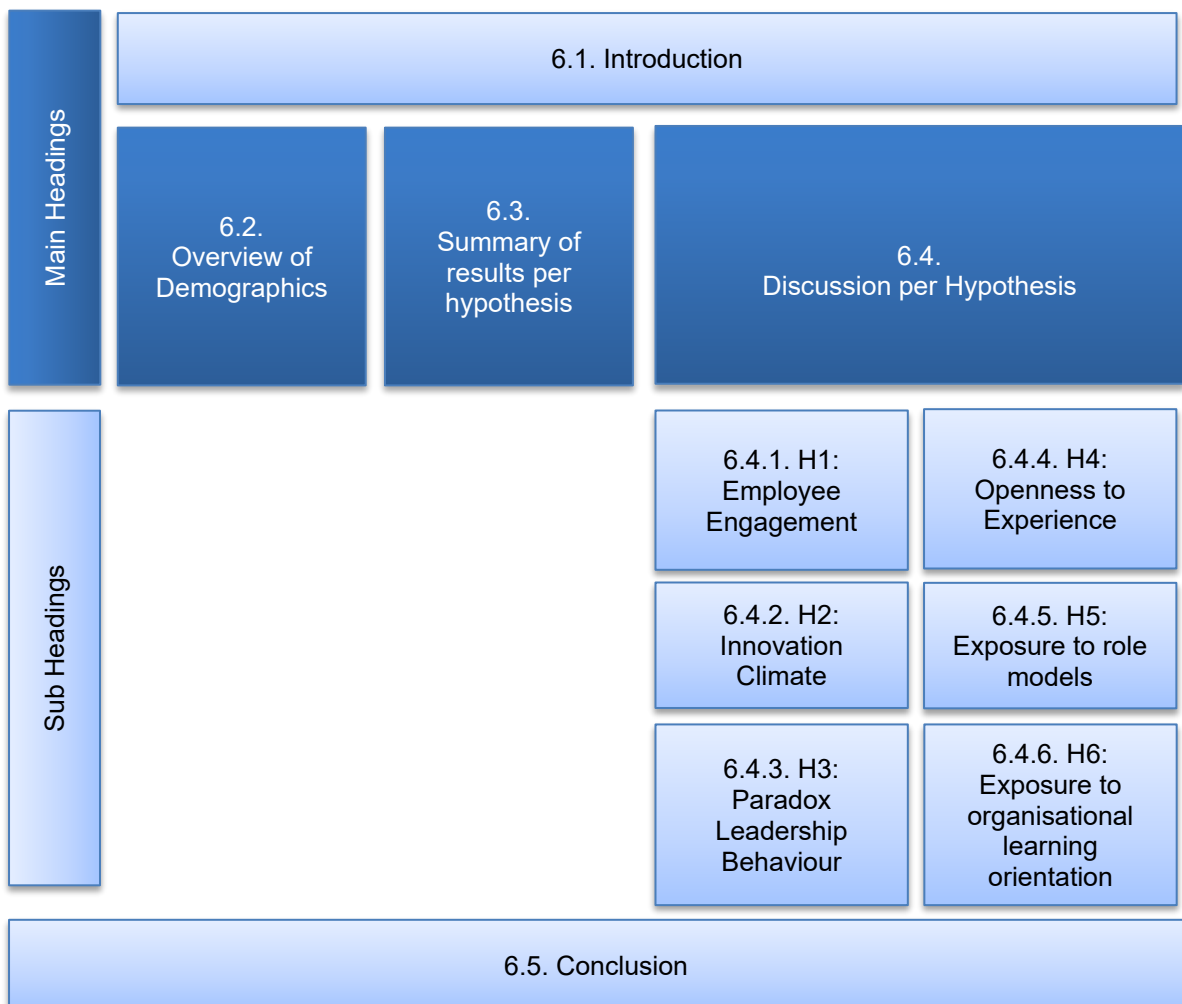 Main Headings
6.1. Introduction
6.2.
Overview of
Demographics
6.3.
Summary of
results per
hypothesis
6.4.
Discussion per Hypothesis
Sub Headings
6.4.1. H1:
Employee
Engagement
6.4.4. H4:
Openness to
Experience
6.4.2. H2:
Innovation
Climate
6.4.5. H5:
Exposure to role
models
6.4.3. H3:
Paradox
Leadership
Behaviour
6.4.6. H6:
Exposure to
organisational
learning
orientation
6.5. Conclusion